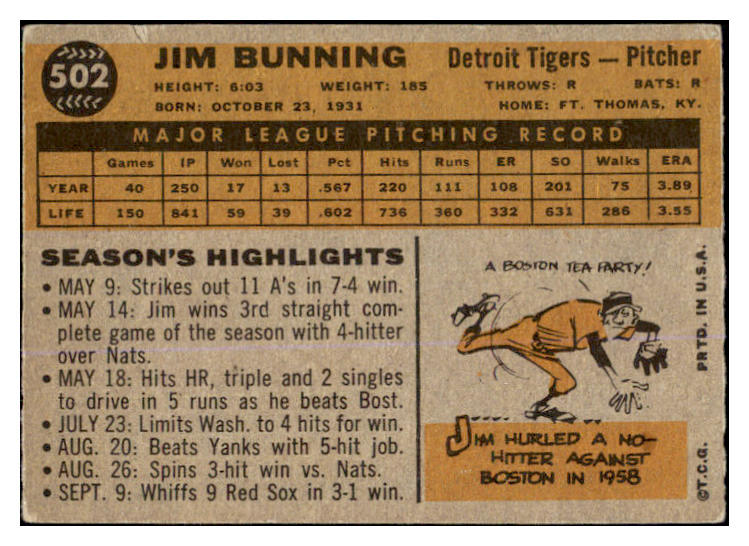 502
JIM BUNNING
Detroit Tigers — Pitcher
HEIGHT: 6:03 WEIGHT: 185 THROWS: R BATS: R
BORN: OCTOBER 23, 1931 HOME: FT. THOMAS, KY.
MAJOR LEAGUE PITCHING RECORD
Games IP Won Lost Pct Hits Runs ER SO Walks ERA
YEAR 40 250 17 13 .567 220 111 108 201 75 3.89
LIFE 150 841 59 39 .602 736 360 332 631 286 3.55
SEASON'S HIGHLIGHTS
• MAY 9: Strikes out 11 A's in 7-4 win.
• MAY 14: Jim wins 3rd straight com-
plete game of the season with 4-hitter
over Nats.
• MAY 18: Hits HR, triple and 2 singles
to drive in 5 runs as he beats Bost.
• JULY 23: Limits Wash. to 4 hits for win.
• AUG. 20: Beats Yanks with 5-hit job.
• AUG. 26: Spins 3-hit win vs. Nats.
• SEPT. 9: Whiffs 9 Red Sox in 3-1 win.
A BOSTON TEA PARTY!
JIM HURLED A NO-
HITTER AGAINST
BOSTON IN 1958
©T.C.G. PRTD. IN U.S.A.